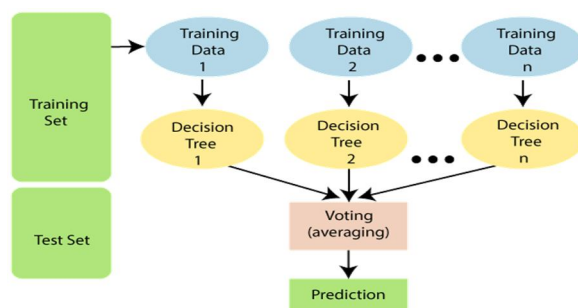 Training
Set
Test Set
Training
Data
1
Training
Data
2
Training
Data
n
Decision
Tree
1
Decision
Tree
2
Decision
Tree
n
Voting
(averaging)
Prediction